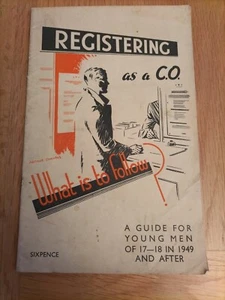 REGISTERING
as a C.O.
What is to follow?
A GUIDE FOR
YOUNG MEN
OF 17—18 IN 1949
AND AFTER
SIXPENCE